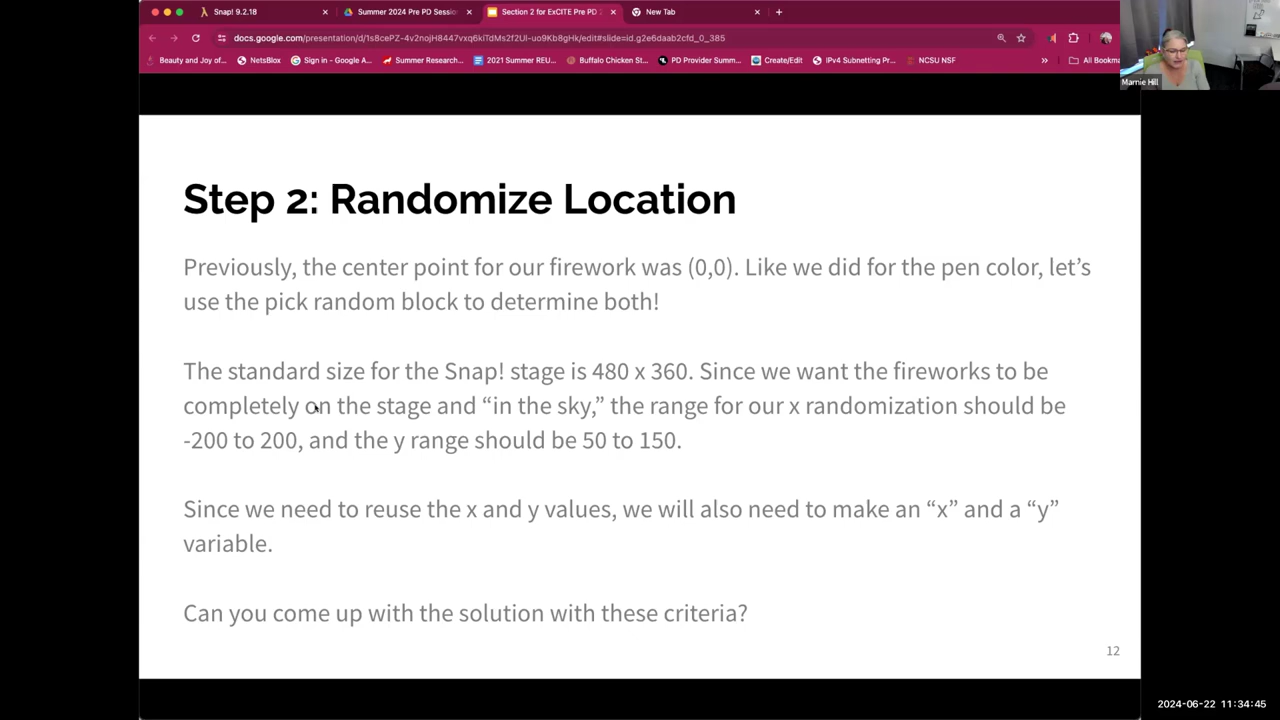 Snap! 9.2.18
Summer 2024 Pre PD Sessio
Section 2 for ExCITE Pre PD 2
New Tab
docs.google.com/presentation/d/1s8cePZ-4v2nojH8447vxq6kiTdMs2f2Ul-uo9Kb8gHk/edit#slide=id.g2e6daab2cfd_0_385
Beauty and Joy of... NetsBlox Sign in - Google A... Summer Research... 2021 Summer REU... Buffalo Chicken St... PD Provider Summ... Create/Edit IPv4 Subnetting Pr... NCSU NSF » All Bookma
Marnie Hill
Step 2: Randomize Location
Previously, the center point for our firework was (0,0). Like we did for the pen color, let’s
use the pick random block to determine both!
The standard size for the Snap! stage is 480 x 360. Since we want the fireworks to be
completely on the stage and “in the sky,” the range for our x randomization should be
-200 to 200, and the y range should be 50 to 150.
Since we need to reuse the x and y values, we will also need to make an “x” and a “y”
variable.
Can you come up with the solution with these criteria?
12
2024-06-22 11:34:45